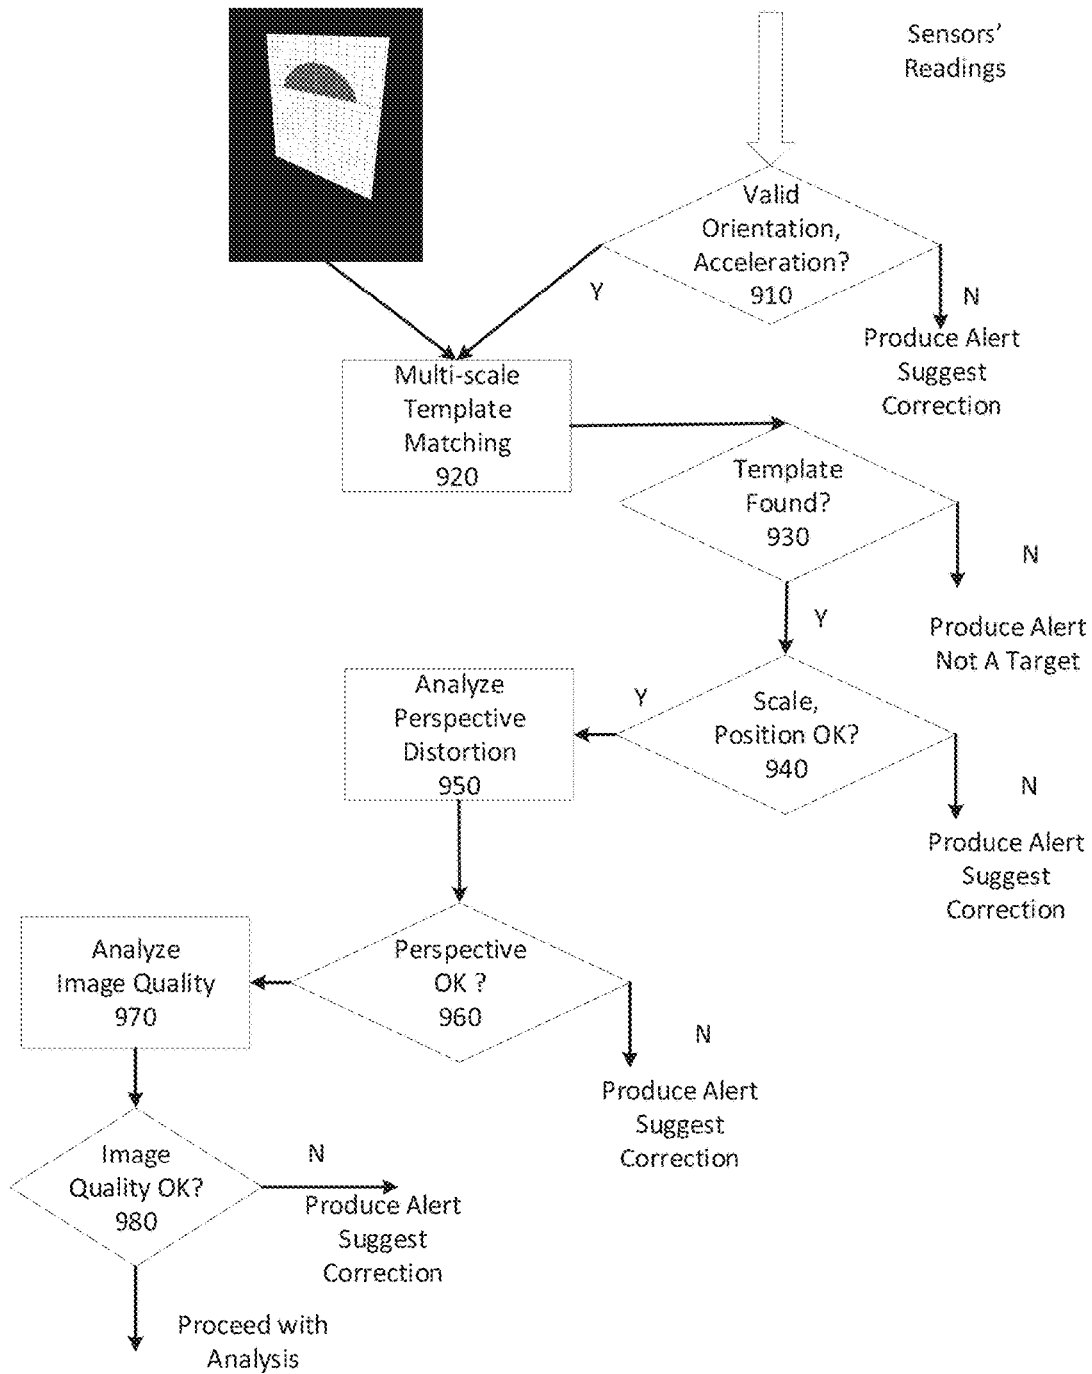 Sensors'
Readings
Valid
Orientation,
Acceleration?
910
Y
N
Produce Alert
Suggest
Correction
Multi-scale
Template
Matching
920
Template
Found?
930
N
Y
Produce Alert
Not A Target
Analyze
Perspective
Distortion
950
Y
Scale,
Position OK?
940
N
Produce Alert
Suggest
Correction
Analyze
Image Quality
970
Perspective
OK ?
960
N
Produce Alert
Suggest
Correction
Image
Quality OK?
980
N
Produce Alert
Suggest
Correction
Proceed with
Analysis